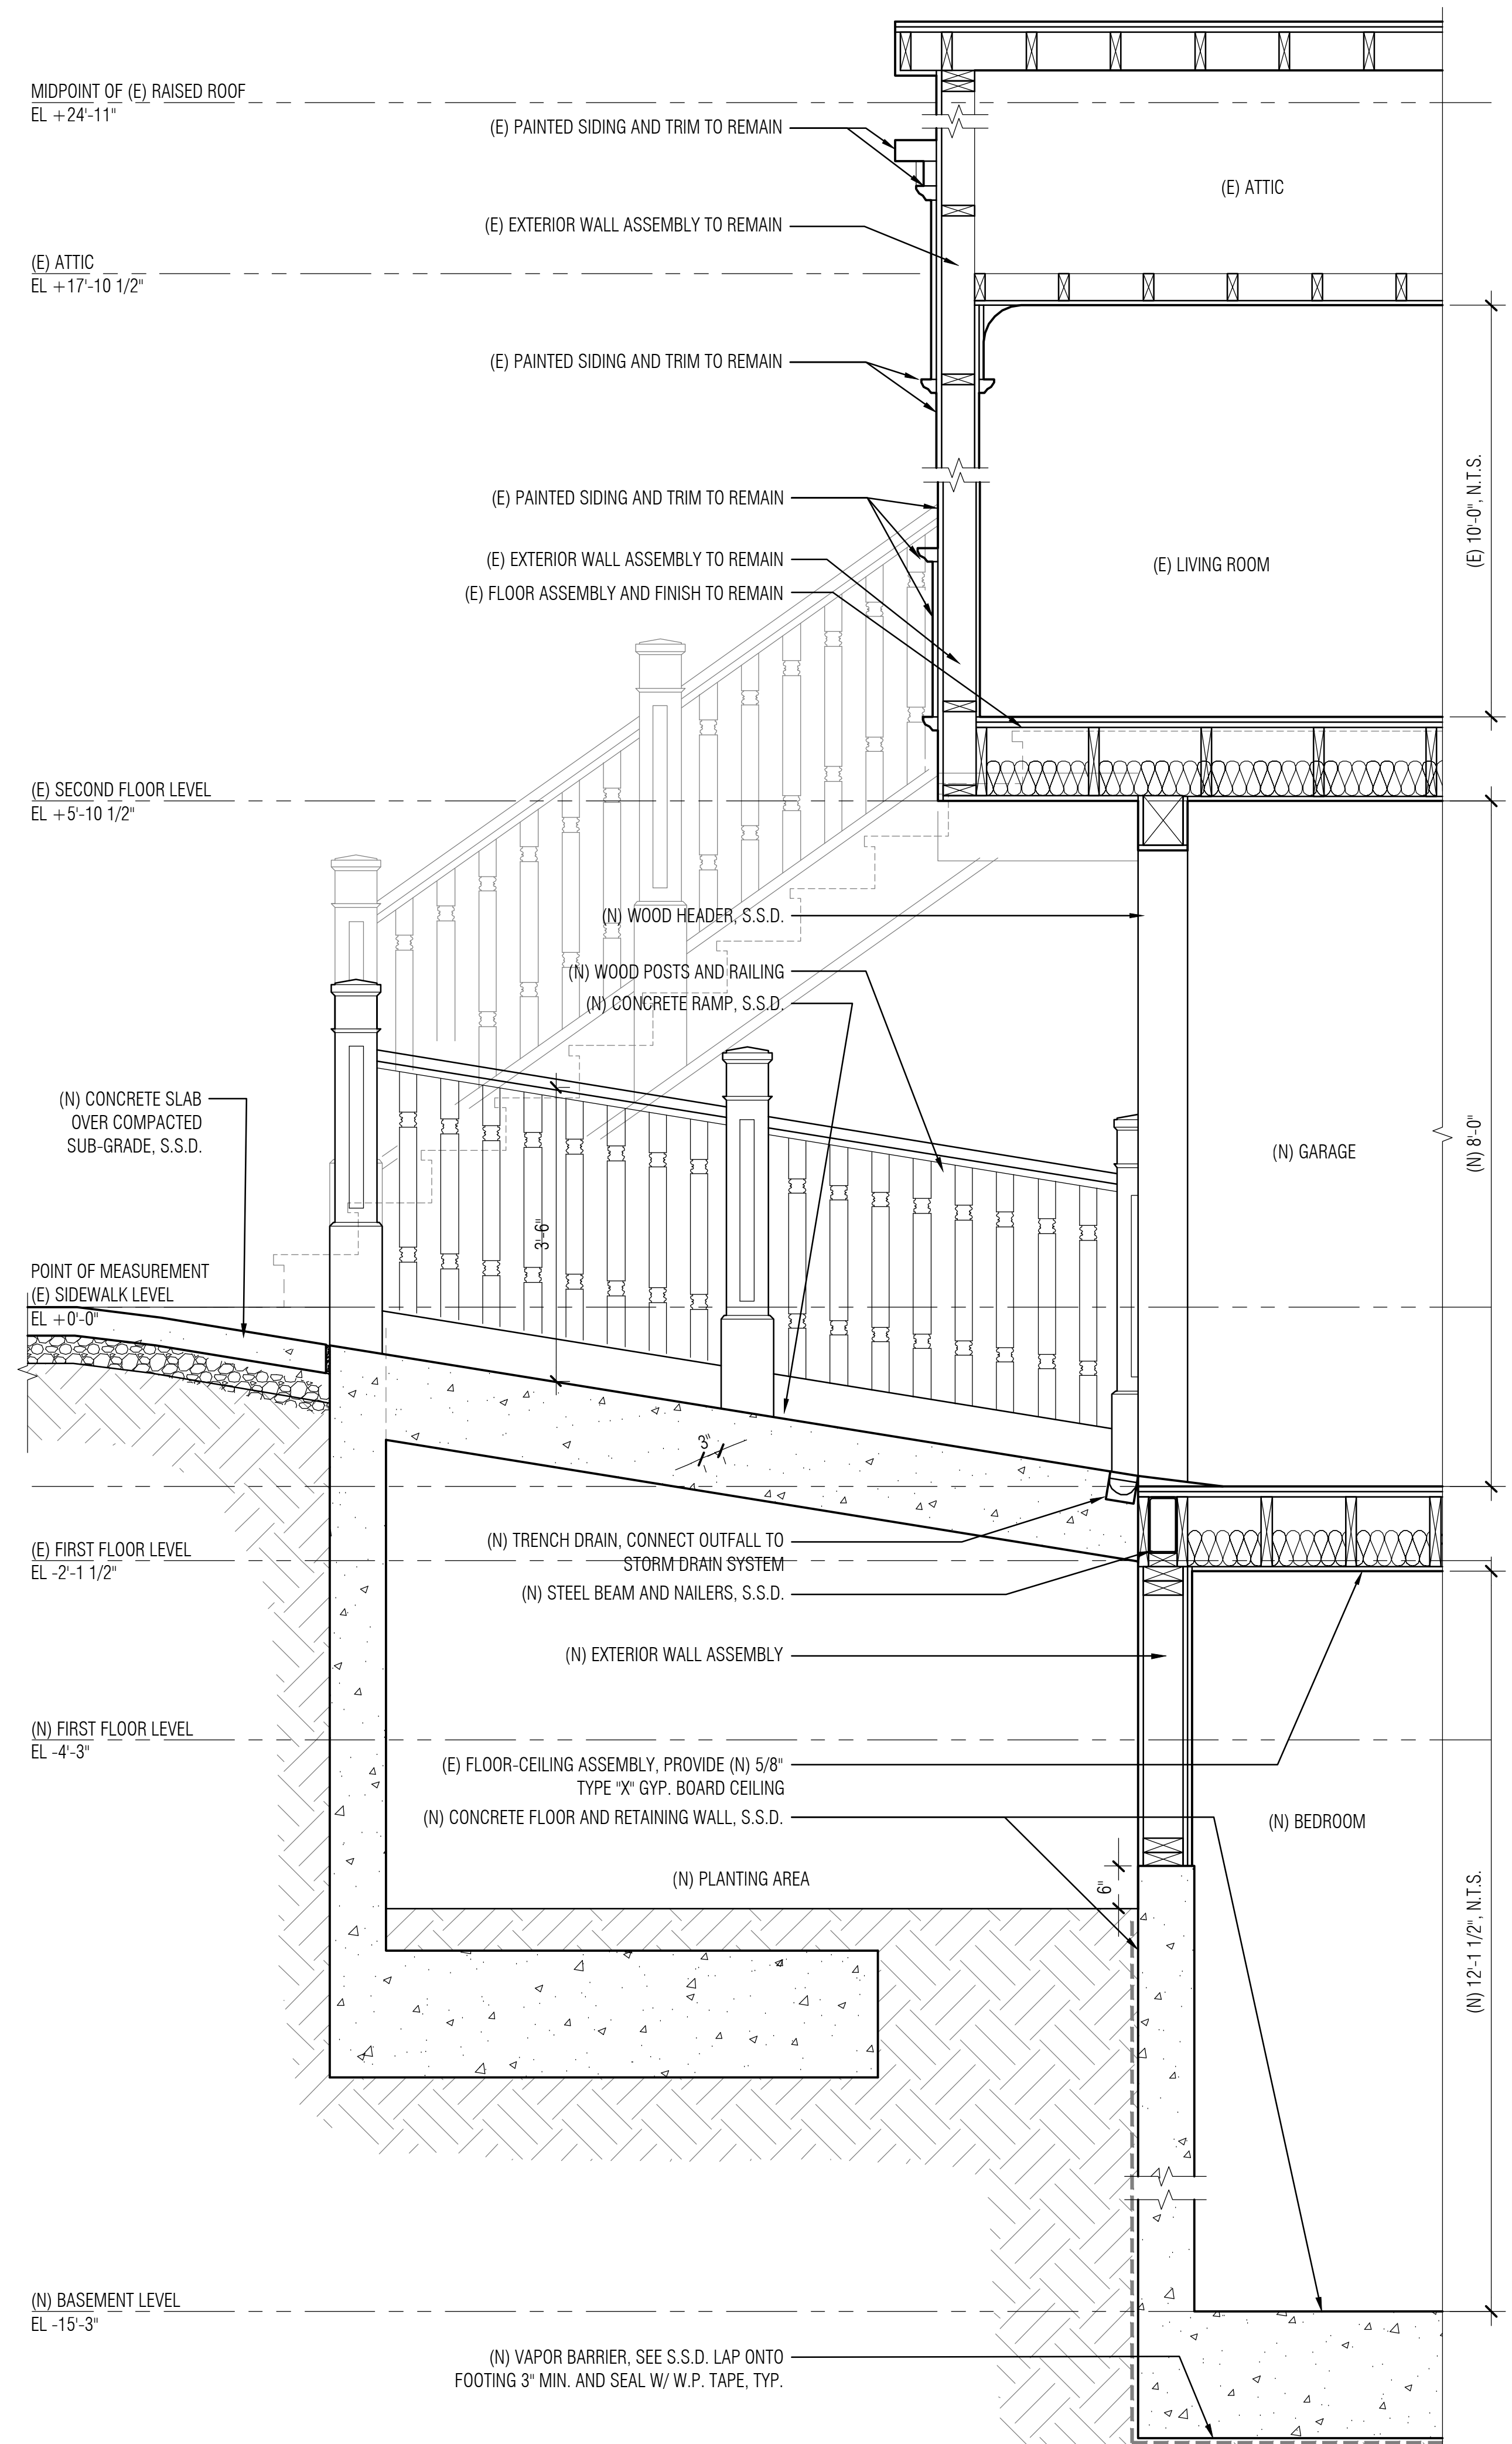 MIDPOINT OF (E) RAISED ROOF
EL +24'-11"
(E) PAINTED SIDING AND TRIM TO REMAIN
(E) ATTIC
(E) EXTERIOR WALL ASSEMBLY TO REMAIN
(E) ATTIC
EL +17'-10 1/2"
(E) PAINTED SIDING AND TRIM TO REMAIN
(E) PAINTED SIDING AND TRIM TO REMAIN
(E) 10'-0", N.T.S.
(E) EXTERIOR WALL ASSEMBLY TO REMAIN
(E) LIVING ROOM
(E) FLOOR ASSEMBLY AND FINISH TO REMAIN
(E) SECOND FLOOR LEVEL
EL +5'-10 1/2"
(N) WOOD HEADER, S.S.D.
(N) WOOD POSTS AND RAILING
(N) CONCRETE RAMP, S.S.D.
(N) CONCRETE SLAB
OVER COMPACTED
SUB-GRADE, S.S.D.
(N) GARAGE
(N) 8'-0"
3'-6"
POINT OF MEASUREMENT
(E) SIDEWALK LEVEL
EL +0'-0"
3"
(N) TRENCH DRAIN, CONNECT OUTFALL TO
STORM DRAIN SYSTEM
(E) FIRST FLOOR LEVEL
EL -2'-1 1/2"
(N) STEEL BEAM AND NAILERS, S.S.D.
(N) EXTERIOR WALL ASSEMBLY
(N) FIRST FLOOR LEVEL
EL -4'-3"
(E) FLOOR-CEILING ASSEMBLY, PROVIDE (N) 5/8"
TYPE "X" GYP. BOARD CEILING
(N) CONCRETE FLOOR AND RETAINING WALL, S.S.D.
(N) BEDROOM
(N) PLANTING AREA
6"
(N) 12'-1 1/2", N.T.S.
(N) BASEMENT LEVEL
EL -15'-3"
(N) VAPOR BARRIER, SEE S.S.D. LAP ONTO
FOOTING 3" MIN. AND SEAL W/ W.P. TAPE, TYP.